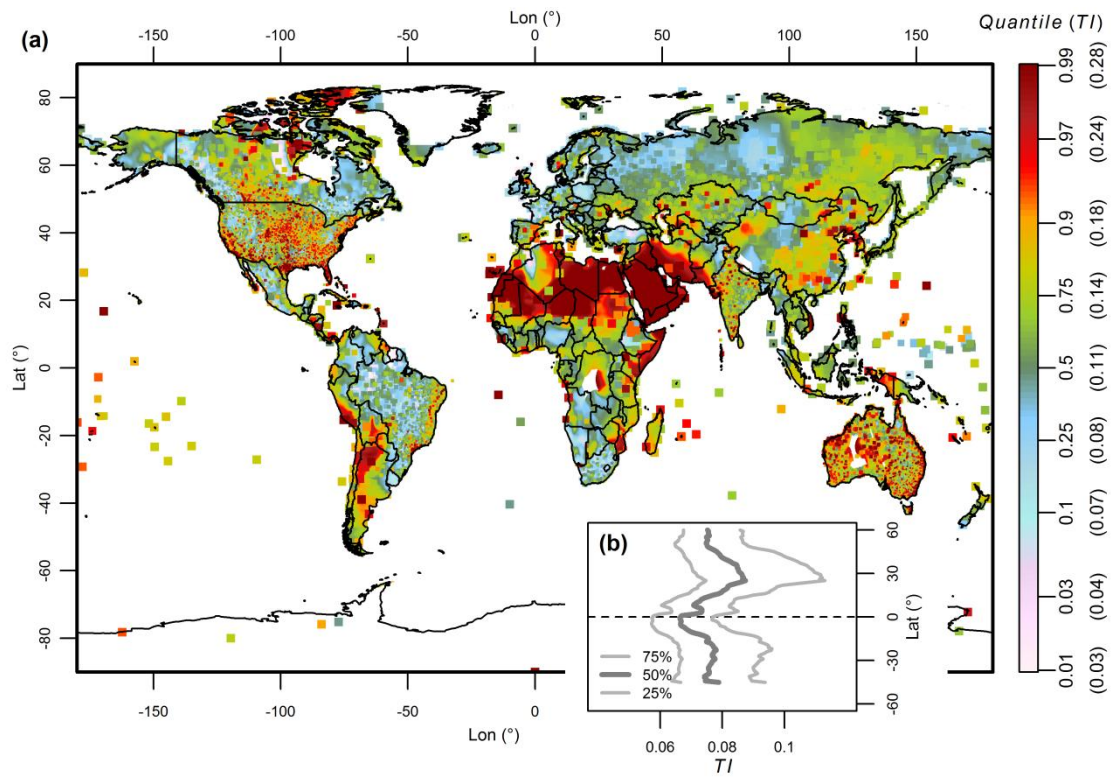 Lon (°)
(a)
-150 -100 -50 0 50 100 150
Quantile (TI)
Lat (°)
80
60
40
20
0
-20
-40
-60
-80
-150 -100 -50 0
Lon (°)
0.99 (0.28)
0.97 (0.24)
0.9 (0.18)
0.75 (0.14)
0.5 (0.11)
0.25 (0.08)
0.1 (0.07)
0.03 (0.04)
0.01 (0.03)
(b)
75%
50%
25%
60
30
0
-30
-60
Lat (°)
0.06 0.08 0.1
TI